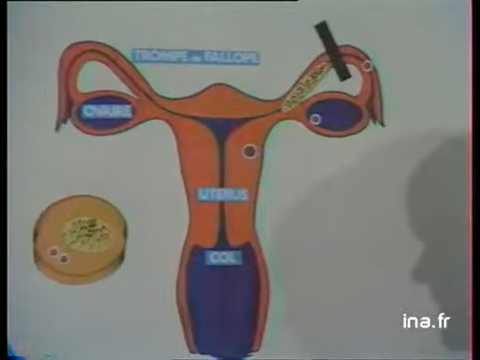 TROMPE de FALLOPE
OVAIRE
UTERUS
COL
ina.fr